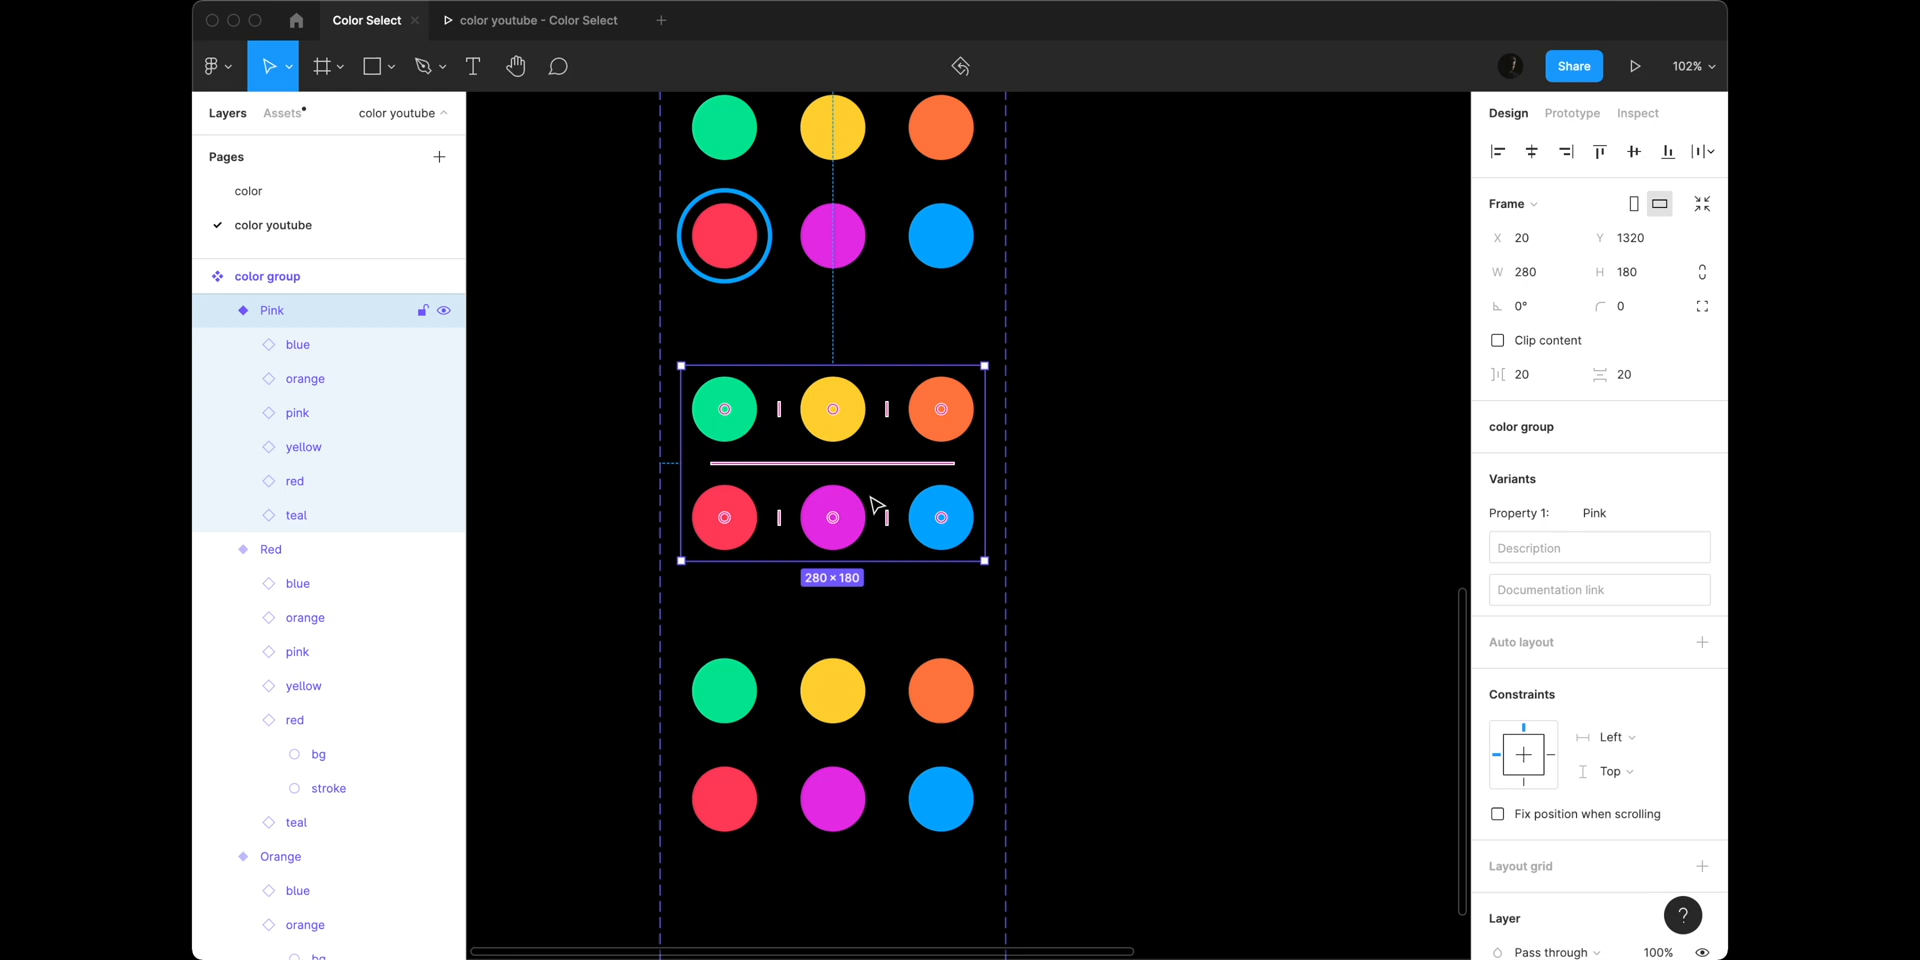 Color Select
color youtube - Color Select
Share
102%
Layers
Assets
color youtube
Pages
color
color youtube
color group
Pink
blue
orange
pink
yellow
red
teal
Red
blue
orange
pink
yellow
red
bg
stroke
teal
Orange
blue
orange
bg
280 × 180
Design
Prototype
Inspect
Frame
X 20
Y 1320
W 280
H 180
0°
0
Clip content
20
20
color group
Variants
Property 1: Pink
Description
Documentation link
Auto layout
Constraints
Left
Top
Fix position when scrolling
Layout grid
Layer
?
Pass through
100%